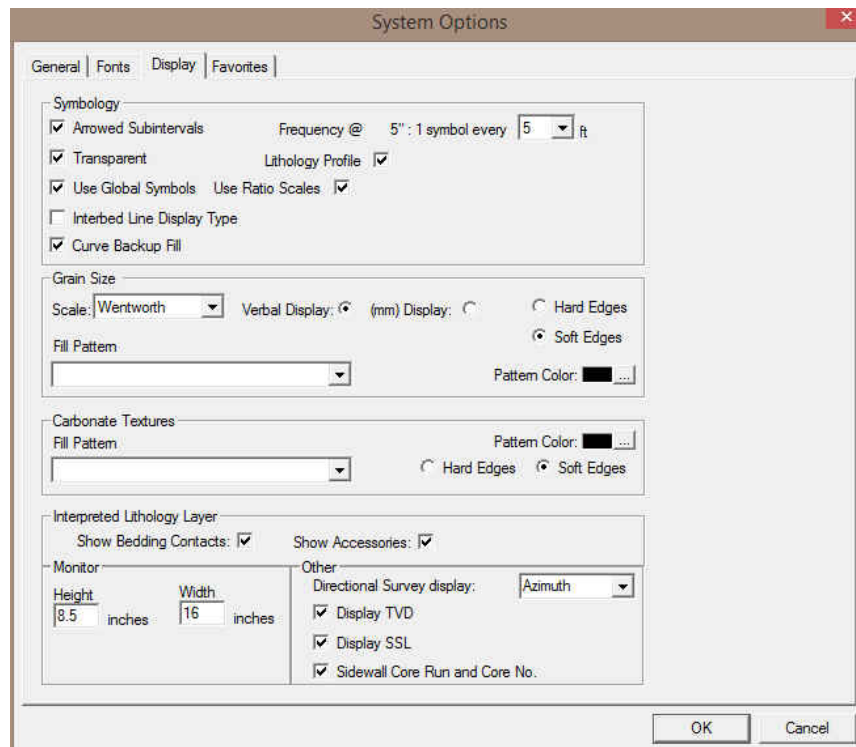 System Options
General Fonts Display Favorites
Symbology
Arrowed Subintervals Frequency @ 5" : 1 symbol every 5 ft
Transparent Lithology Profile
Use Global Symbols Use Ratio Scales
Interbed Line Display Type
Curve Backup Fill
Grain Size
Scale: Wentworth Verbal Display: (mm) Display: Hard Edges
Soft Edges
Fill Pattern
Pattern Color: ...
Carbonate Textures
Fill Pattern Pattern Color: ...
Hard Edges Soft Edges
Interpreted Lithology Layer
Show Bedding Contacts: Show Accessories:
Monitor
Height Width
8.5 inches 16 inches
Other
Directional Survey display: Azimuth
Display TVD
Display SSL
Sidewall Core Run and Core No.
OK Cancel